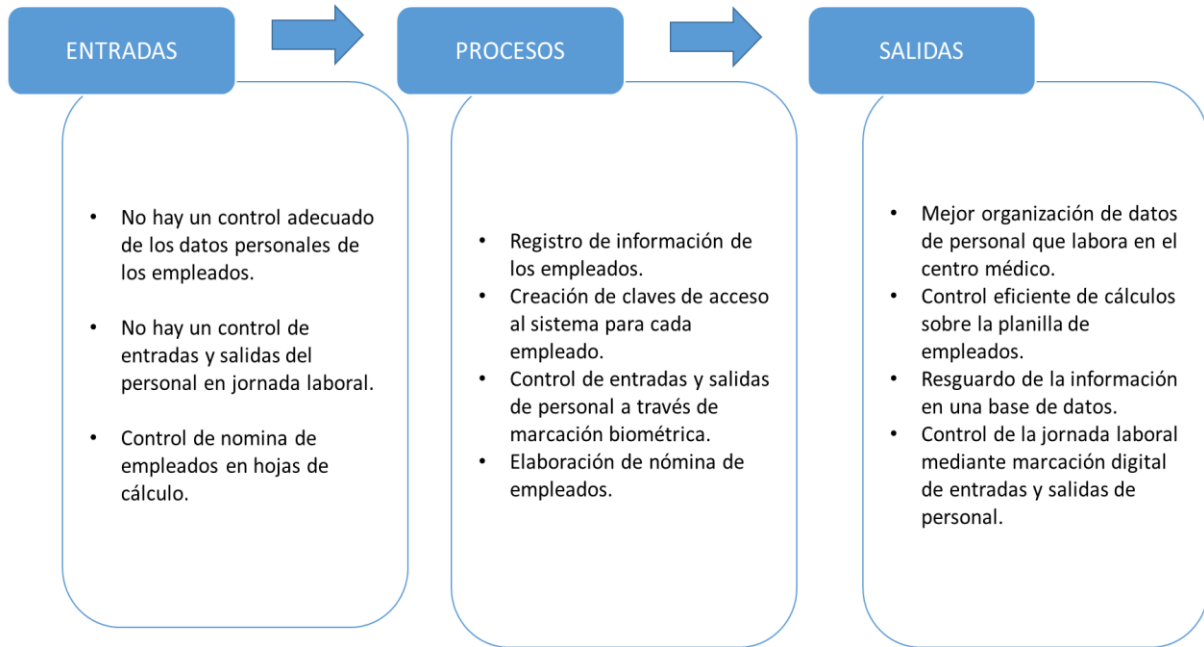 ENTRADAS
PROCESOS
SALIDAS
• No hay un control adecuado
de los datos personales de
los empleados.
• No hay un control de
entradas y salidas del
personal en jornada laboral.
• Control de nomina de
empleados en hojas de
cálculo.
• Registro de información de
los empleados.
• Creación de claves de acceso
al sistema para cada
empleado.
• Control de entradas y salidas
de personal a través de
marcación biométrica.
• Elaboración de nómina de
empleados.
• Mejor organización de datos
de personal que labora en el
centro médico.
• Control eficiente de cálculos
sobre la planilla de
empleados.
• Resguardo de la información
en una base de datos.
• Control de la jornada laboral
mediante marcación digital
de entradas y salidas de
personal.